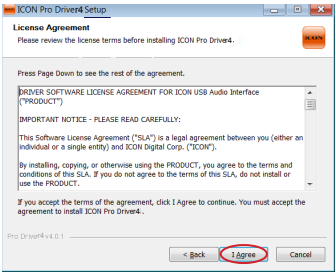 ICON Pro Driver4 Setup
License Agreement
Please review the license terms before installing ICON Pro Driver4.
ICON
Press Page Down to see the rest of the agreement.
DRIVER SOFTWARE LICENSE AGREEMENT FOR ICON USB Audio Interface
("PRODUCT")
IMPORTANT NOTICE - PLEASE READ CAREFULLY:
This Software License Agreement ("SLA") is a legal agreement between you (either an
individual or a single entity) and ICON Digital Corp. ("ICON").
By installing, copying, or otherwise using the PRODUCT, you agree to the terms and
conditions of this SLA. If you do not agree to the terms of this SLA, do not install or
use the PRODUCT.
If you accept the terms of the agreement, click I Agree to continue. You must accept the
agreement to install ICON Pro Driver4.
Pro Driver4 v4.0.1
< Back
I Agree
Cancel